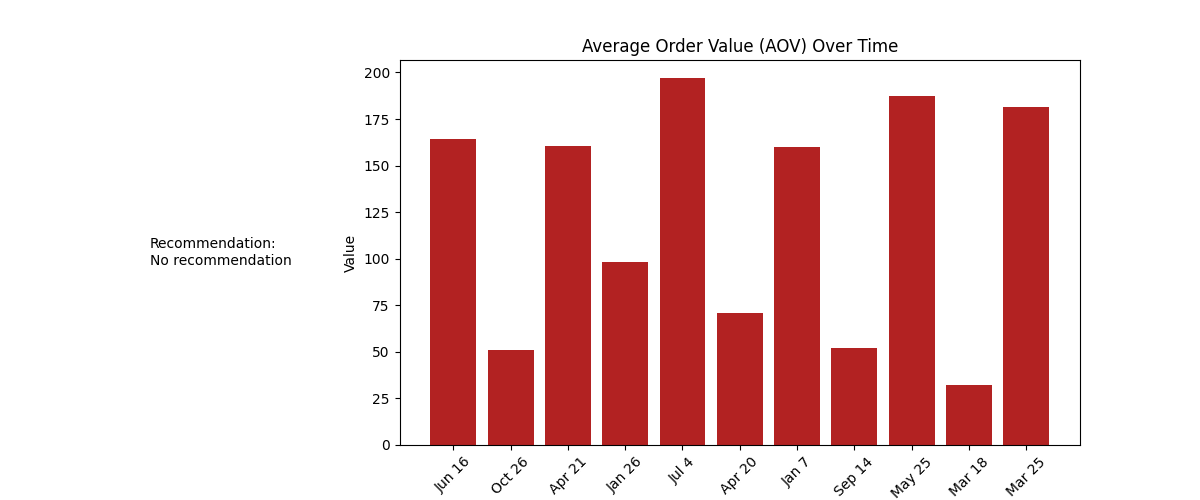 Average Order Value (AOV) Over Time
Recommendation:
No recommendation
Value
200
175
150
125
100
75
50
25
0
Jun 16
Oct 26
Apr 21
Jan 26
Jul 4
Apr 20
Jan 7
Sep 14
May 25
Mar 18
Mar 25